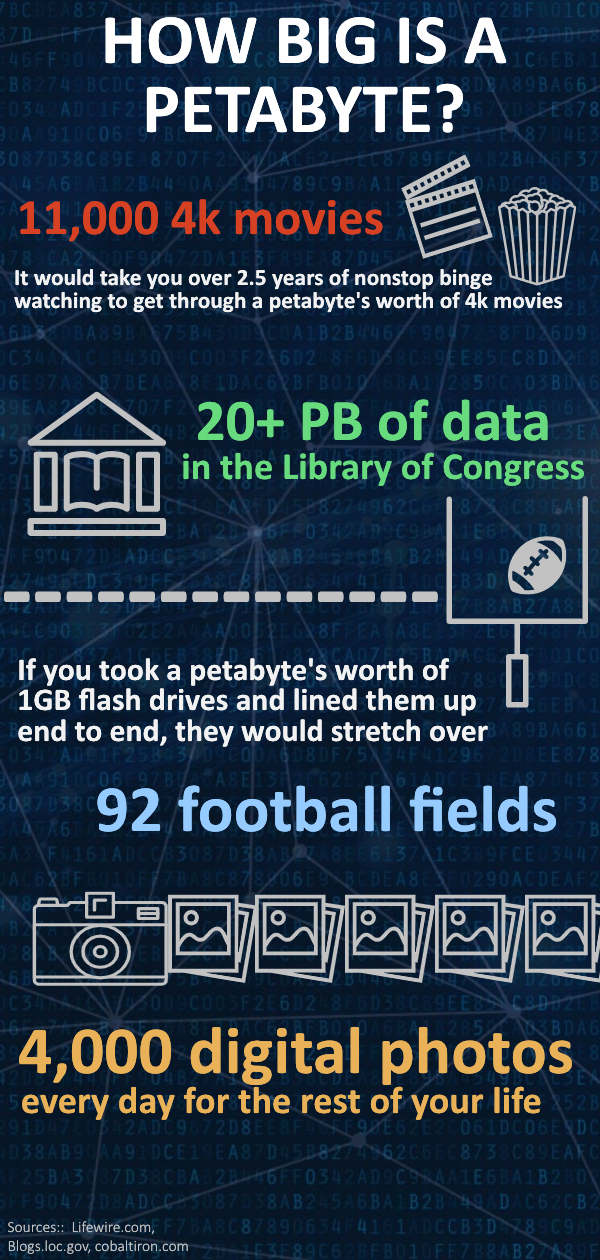 HOW BIG IS A
PETABYTE?
11,000 4k movies
It would take you over 2.5 years of nonstop binge
watching to get through a petabyte's worth of 4k movies
20+ PB of data
in the Library of Congress
If you took a petabyte's worth of
1GB flash drives and lined them up
end to end, they would stretch over
92 football fields
4,000 digital photos
every day for the rest of your life
Sources:: Lifewire.com,
Blogs.loc.gov, cobaltiron.com